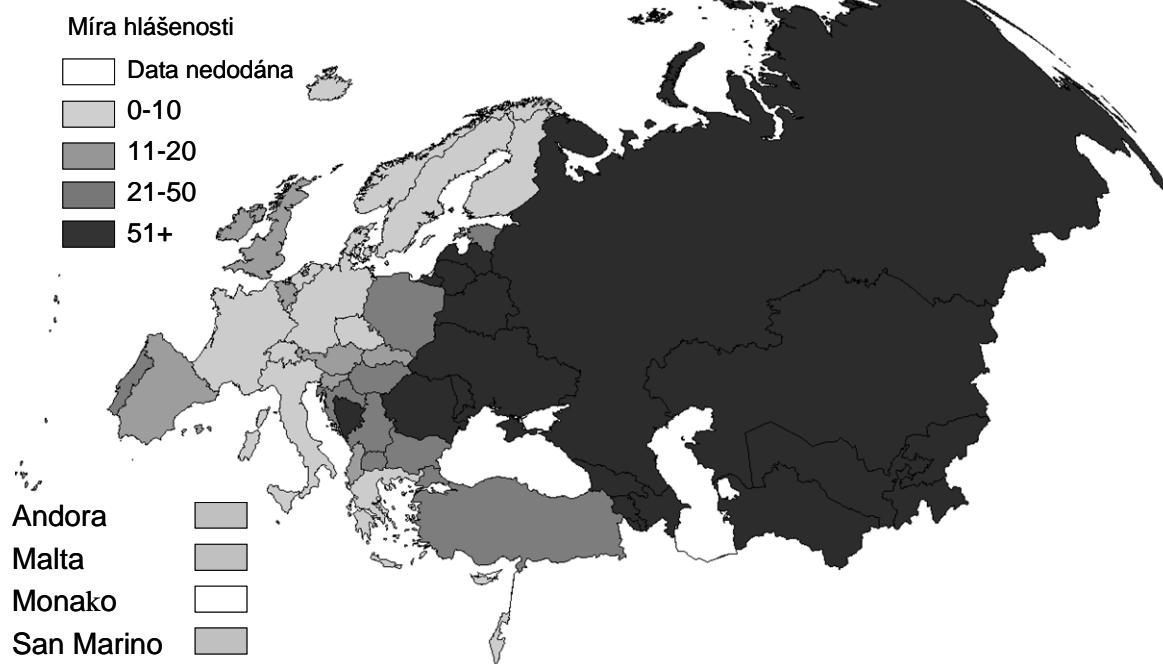 Míra hlášenosti
Data nedodána
0-10
11-20
21-50
51+
Andora
Malta
Monako
San Marino